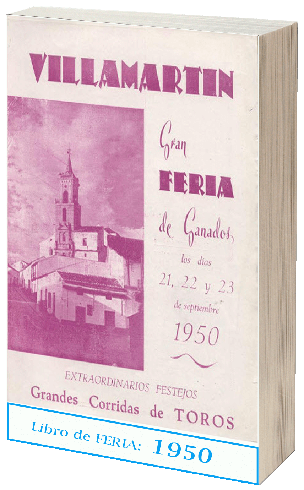 VILLAMARTIN
Gran
FERIA
de Ganados
los días
21, 22 y 23
de septiembre
1950
EXTRAORDINARIOS FESTEJOS
Grandes Corridas de TOROS
Libro de FERIA: 1950